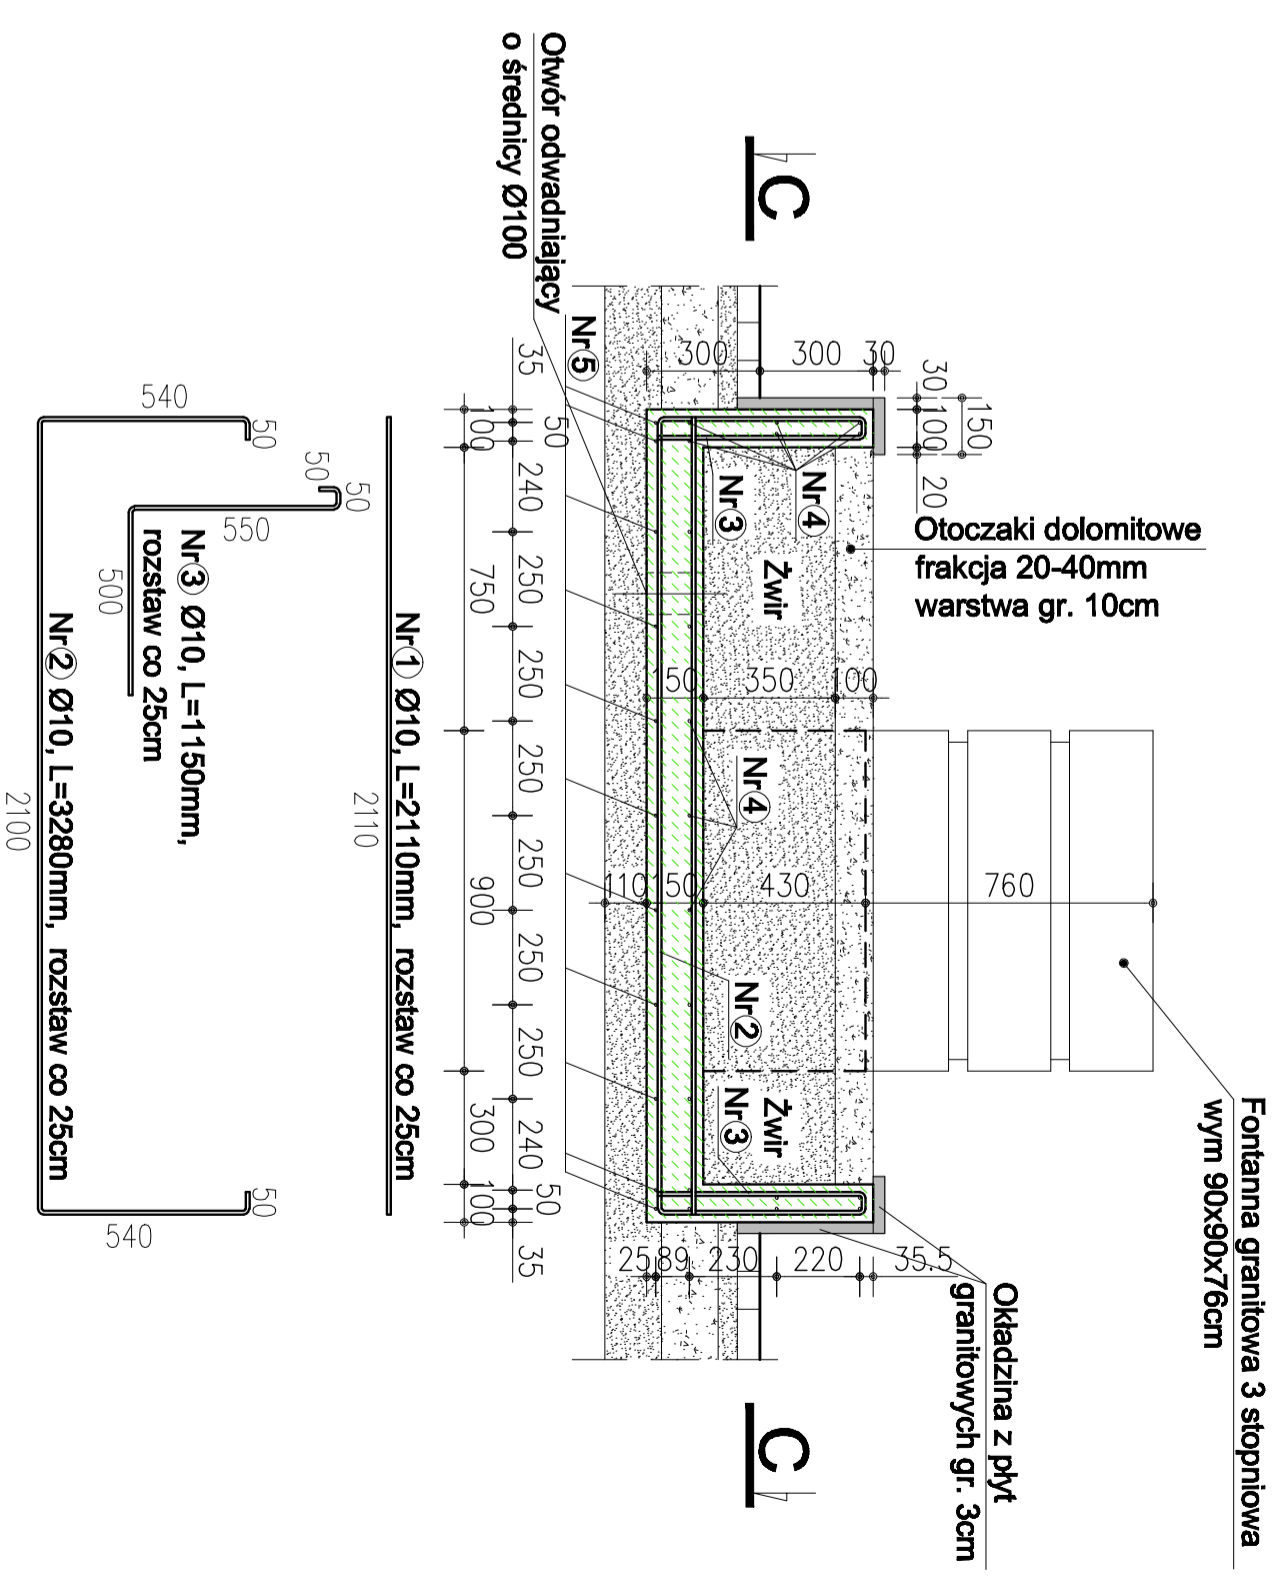 Fontanna granitowa 3 stopniowa
wym 90x90x76cm
Okładzina z płyt
granitowych gr. 3cm
Otoczaki dolomitowe
frakcja 20-40mm
warstwa gr. 10cm
150
30 100 20
C
C
30
300
300
760
430
150
110
100
350
150
35.5
220
230
89
25
Żwir
Żwir
Nr4
Nr3
Nr4
Nr2
Nr3
Nr5
Otwór odwadniający
o średnicy Ø100
35 50 240 250 250 250 250 250 250 240 50 35
100 750 900 300 100
Nr1 Ø10, L=2110mm, rozstaw co 25cm
2110
50
50
550
500
Nr3 Ø10, L=1150mm,
rozstaw co 25cm
540
50
50
540
Nr2 Ø10, L=3280mm, rozstaw co 25cm
2100